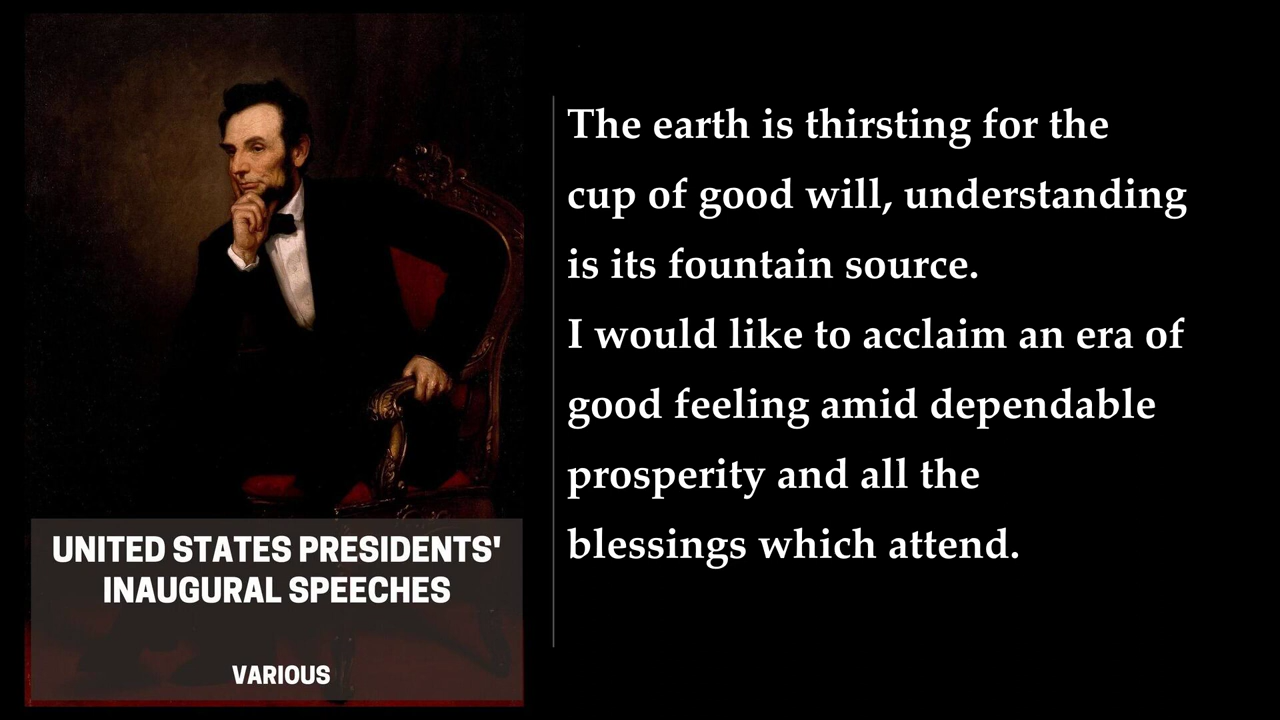 The earth is thirsting for the
cup of good will, understanding
is its fountain source.
I would like to acclaim an era of
good feeling amid dependable
prosperity and all the
blessings which attend.
UNITED STATES PRESIDENTS'
INAUGURAL SPEECHES
VARIOUS